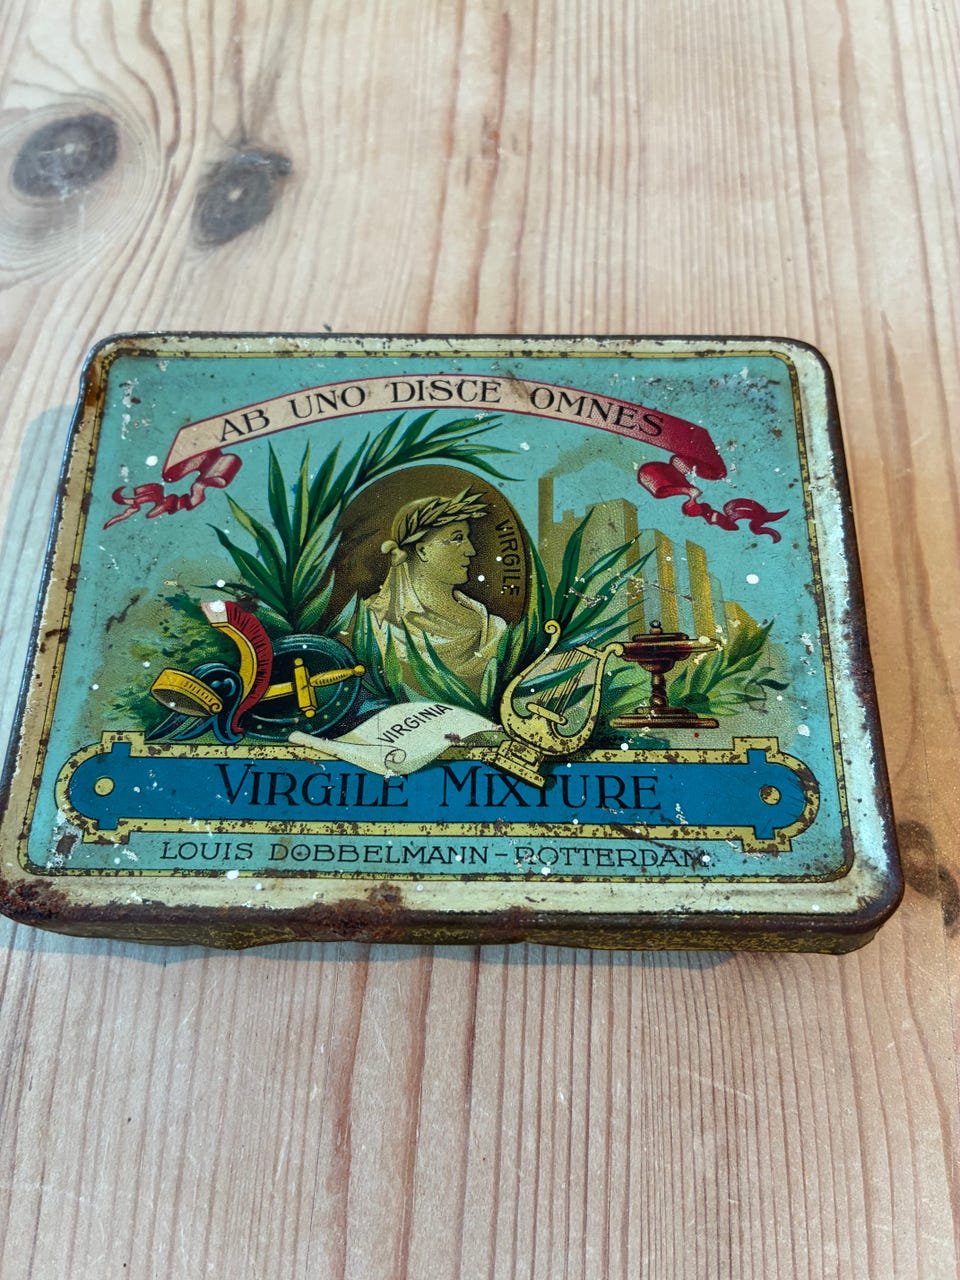 AB UNO DISCE OMNES
VIRGILE
VIRGINIA
VIRGILE MIXTURE
LOUIS DOBBELMANN-ROTTERDAM.